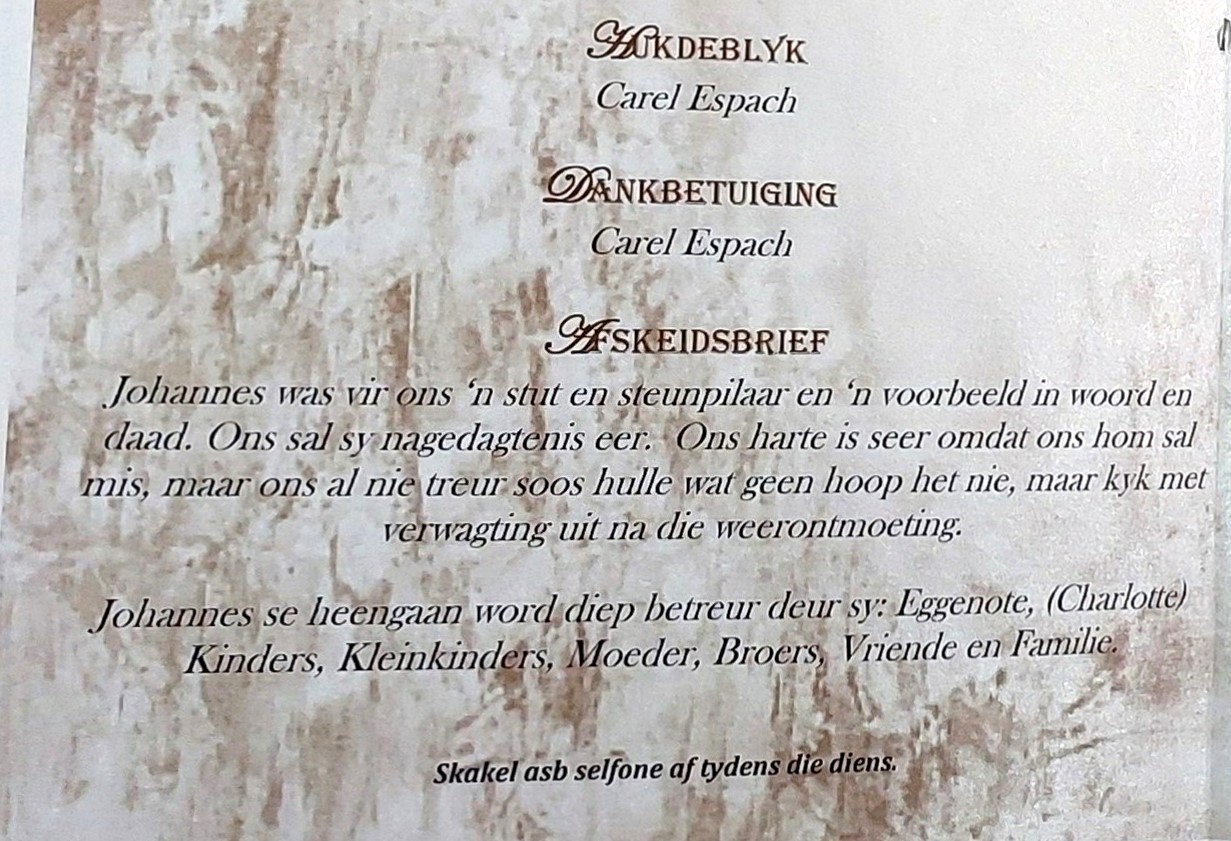 HUKDEBLYK
Carel Espach
DANKBETUIGING
Carel Espach
AFSKEIDSBRIEF
Johannes was vir ons ‘n stut en steunpilaar en ‘n voorbeeld in woord en
daad. Ons sal sy nagedagtenis eer. Ons harte is seer omdat ons hom sal
mis, maar ons al nie treur soos hulle wat geen hoop het nie, maar kyk met
verwagting uit na die weerontmoeting.
Johannes se heengaan word diep betreur deur sy: Eggenote, (Charlotte)
Kinders, Kleinkinders, Moeder, Broers, Vriende en Familie.
Skakel asb selfone af tydens die diens.